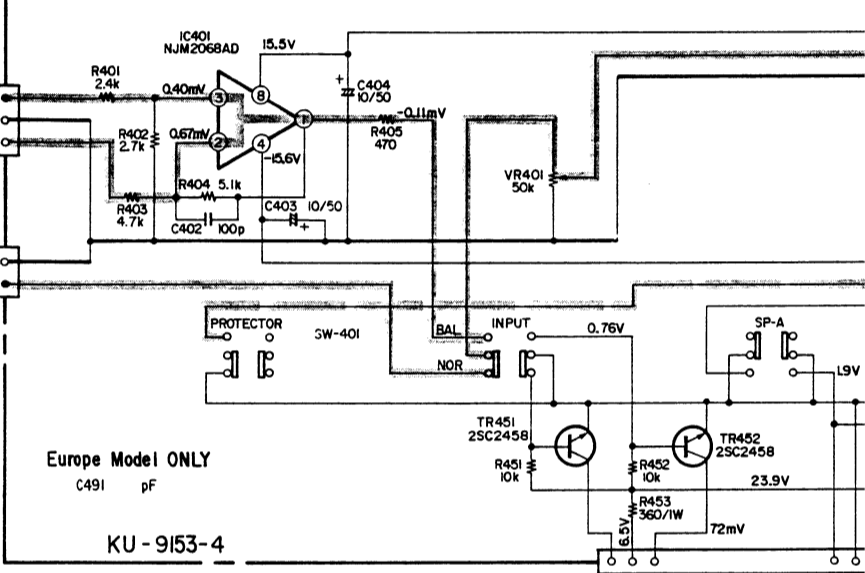 IC401
NJM2068AD
15.5V
R401
2.4k
0.40mV
3
8
+
C404
10/50
-0.11mV
R402
2.7k
0.67mV
2
1
4
-15.6V
R405
470
VR401
50k
R404 5.1k
R403
4.7k
C402 100p
C403 10/50
+
PROTECTOR
SW-401
BAL
INPUT
0.76V
SP-A
NOR
1.9V
TR451
2SC2458
TR452
2SC2458
R451
10k
R452
10k
23.9V
R453
360/1W
6.5V
72mV
Europe Model ONLY
C491 pF
KU-9153-4